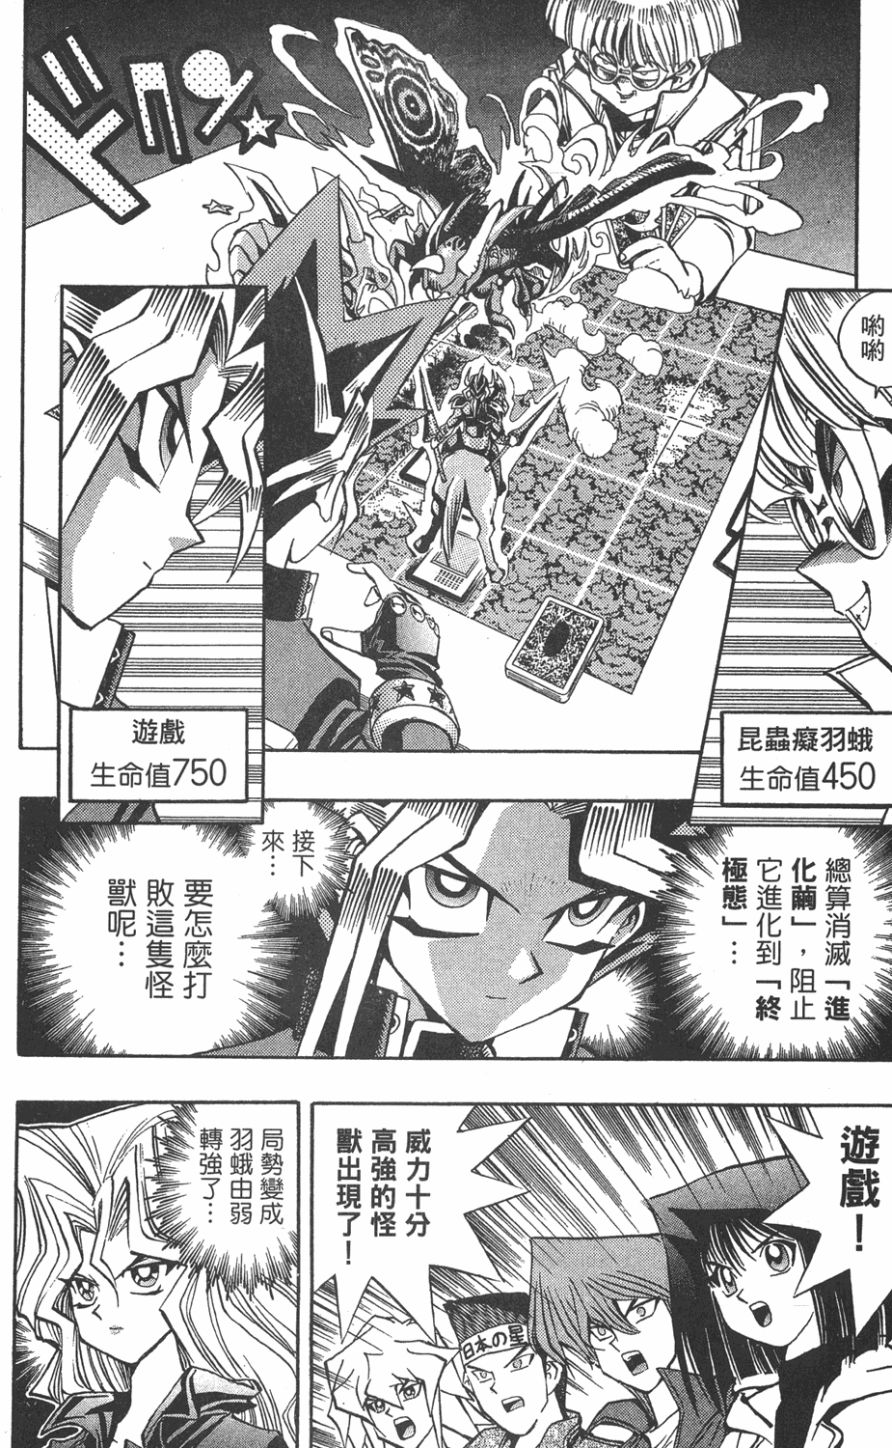 ドクン☆
喲
喲
遊戲
生命值750
昆蟲癡羽蛾
生命值450
總算消滅「進
化繭」，阻止
它進化到「終
極態」…
接下
來…
要怎麼打
敗這隻怪
獸呢…
遊戲！
威力十分
高強的怪
獸出現了！
日本の星
局勢變成
羽蛾由弱
轉強了…